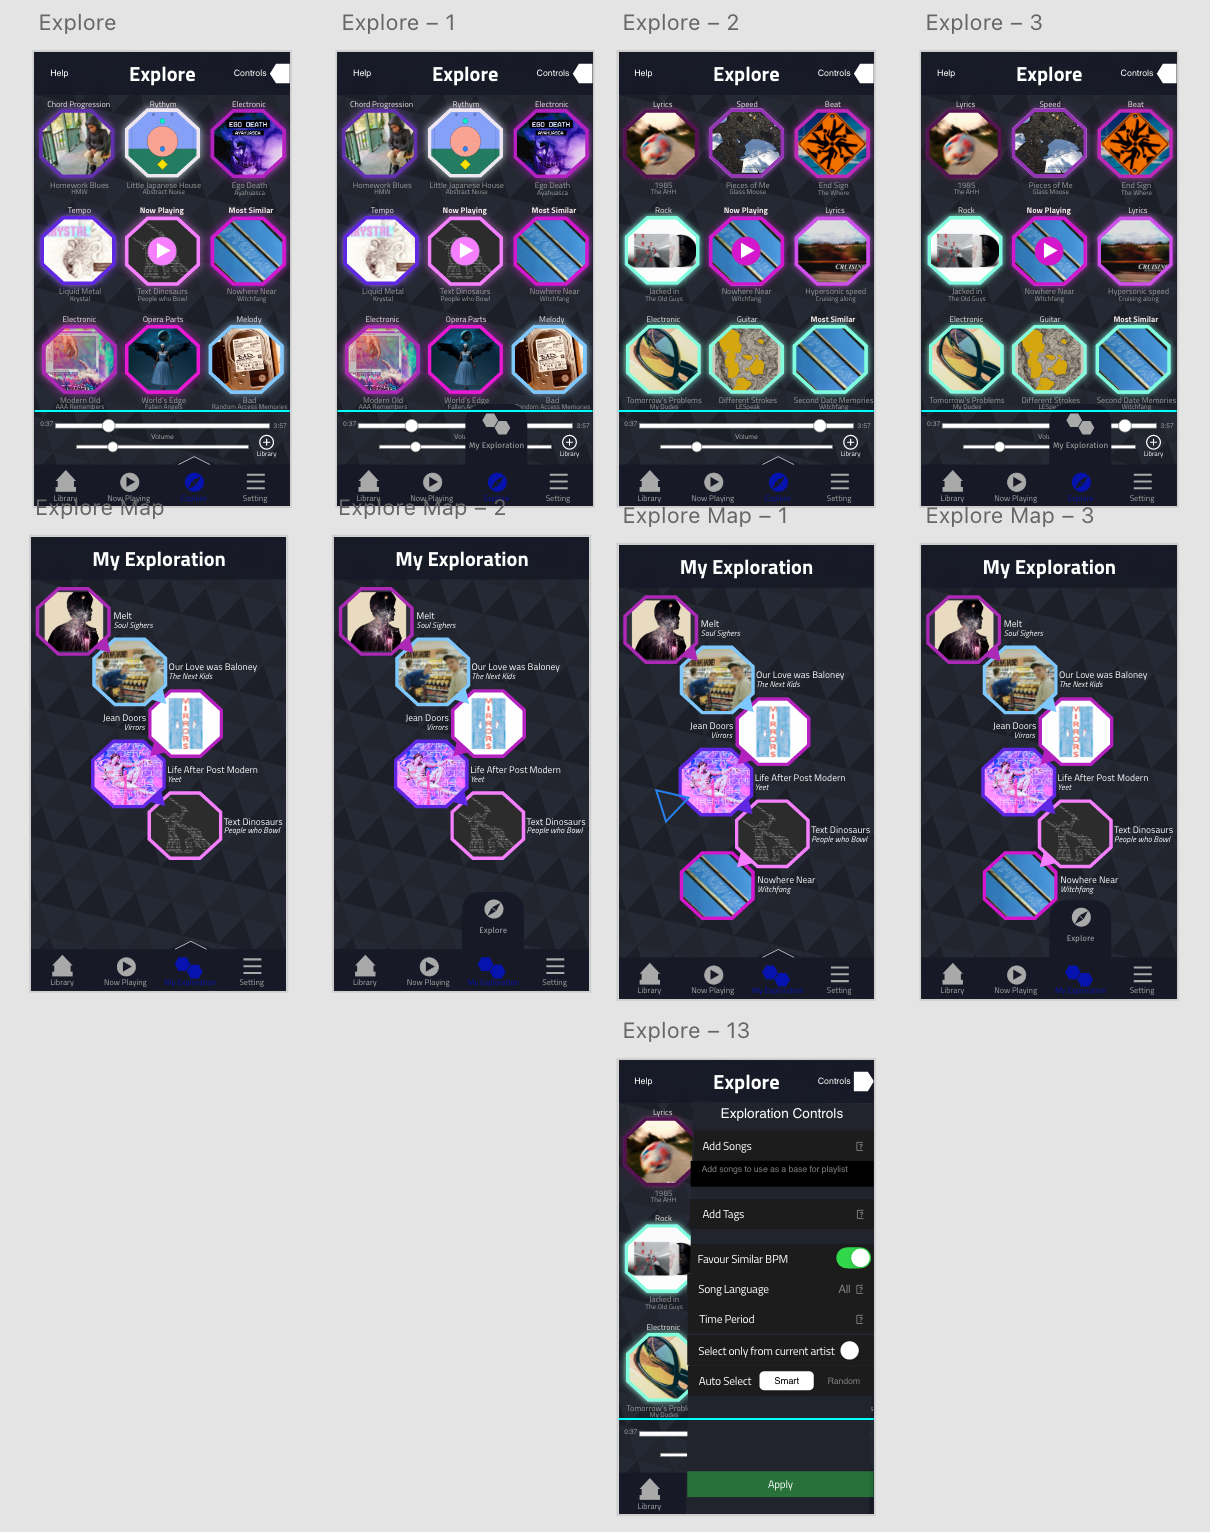 Explore
Explore – 1
Explore – 2
Explore – 3
Help
Explore
Controls
Chord Progression
Rythym
Electronic
EGO DEATH
AYAHUASCA
Homework Blues
HMW
Little Japanese House
Abstract Noise
Ego Death
Ayahuasca
Tempo
Now Playing
Most Similar
Liquid Metal
Krystal
Text Dinosaurs
People who Bowl
Nowhere Near
Witchfang
Electronic
Opera Parts
Melody
Modern Old
AAA Remembers
World's Edge
Fallen Angels
Bad
Random Access Memories
0:37
3:57
Volume
Library
Library
Now Playing
Setting
Help
Explore
Controls
Chord Progression
Rythym
Electronic
EGO DEATH
AYAHUASCA
Homework Blues
HMW
Little Japanese House
Abstract Noise
Ego Death
Ayahuasca
Tempo
Now Playing
Most Similar
Liquid Metal
Krystal
Text Dinosaurs
People who Bowl
Nowhere Near
Witchfang
Electronic
Opera Parts
Melody
Modern Old
AAA Remembers
World's Edge
Bad
0:37
3:57
My Exploration
Library
Library
Now Playing
Setting
Help
Explore
Controls
Lyrics
Speed
Beat
1985
The AHH
Pieces of Me
Glass Moose
End Sign
The Where
Rock
Now Playing
Lyrics
CRUISING
Jacked in
The Old Guys
Nowhere Near
Witchfang
Hypersonic speed
Cruising along
Electronic
Guitar
Most Similar
Tomorrow's Problems
My Dudes
Different Strokes
LESpeak
Second Date Memories
Witchfang
0:37
3:57
Volume
Library
Library
Now Playing
Setting
Help
Explore
Controls
Lyrics
Speed
Beat
1985
The AHH
Pieces of Me
Glass Moose
End Sign
The Where
Rock
Now Playing
Lyrics
CRUISING
Jacked in
The Old Guys
Nowhere Near
Witchfang
Hypersonic speed
Cruising along
Electronic
Guitar
Most Similar
Tomorrow's Problems
My Dudes
Different Strokes
Second Date Memories
Witchfang
0:37
3:57
My Exploration
Library
Library
Now Playing
Setting
Explore Map
Explore Map – 2
Explore Map – 1
Explore Map – 3
My Exploration
Melt
Soul Sighers
Our Love was Baloney
The Next Kids
Jean Doors
Virrors
Life After Post Modern
Yeet
Text Dinosaurs
People who Bowl
Library
Now Playing
Setting
My Exploration
Melt
Soul Sighers
Our Love was Baloney
The Next Kids
Jean Doors
Virrors
Life After Post Modern
Yeet
Text Dinosaurs
People who Bowl
Explore
Library
Now Playing
Setting
My Exploration
Melt
Soul Sighers
Our Love was Baloney
The Next Kids
Jean Doors
Virrors
Life After Post Modern
Yeet
Text Dinosaurs
People who Bowl
Nowhere Near
Witchfang
Library
Now Playing
Setting
My Exploration
Melt
Soul Sighers
Our Love was Baloney
The Next Kids
Jean Doors
Virrors
Life After Post Modern
Yeet
Text Dinosaurs
People who Bowl
Nowhere Near
Witchfang
Explore
Library
Now Playing
Setting
Explore – 13
Help
Explore
Controls
Exploration Controls
Lyrics
Add Songs
Add songs to use as a base for playlist
1985
The AHH
Add Tags
Rock
Favour Similar BPM
Song Language
All
Jacked in
The Old Guys
Time Period
Electronic
Select only from current artist
Auto Select
Smart
Random
Tomorrow's Probl
My Dudes
0:37
Apply
Library